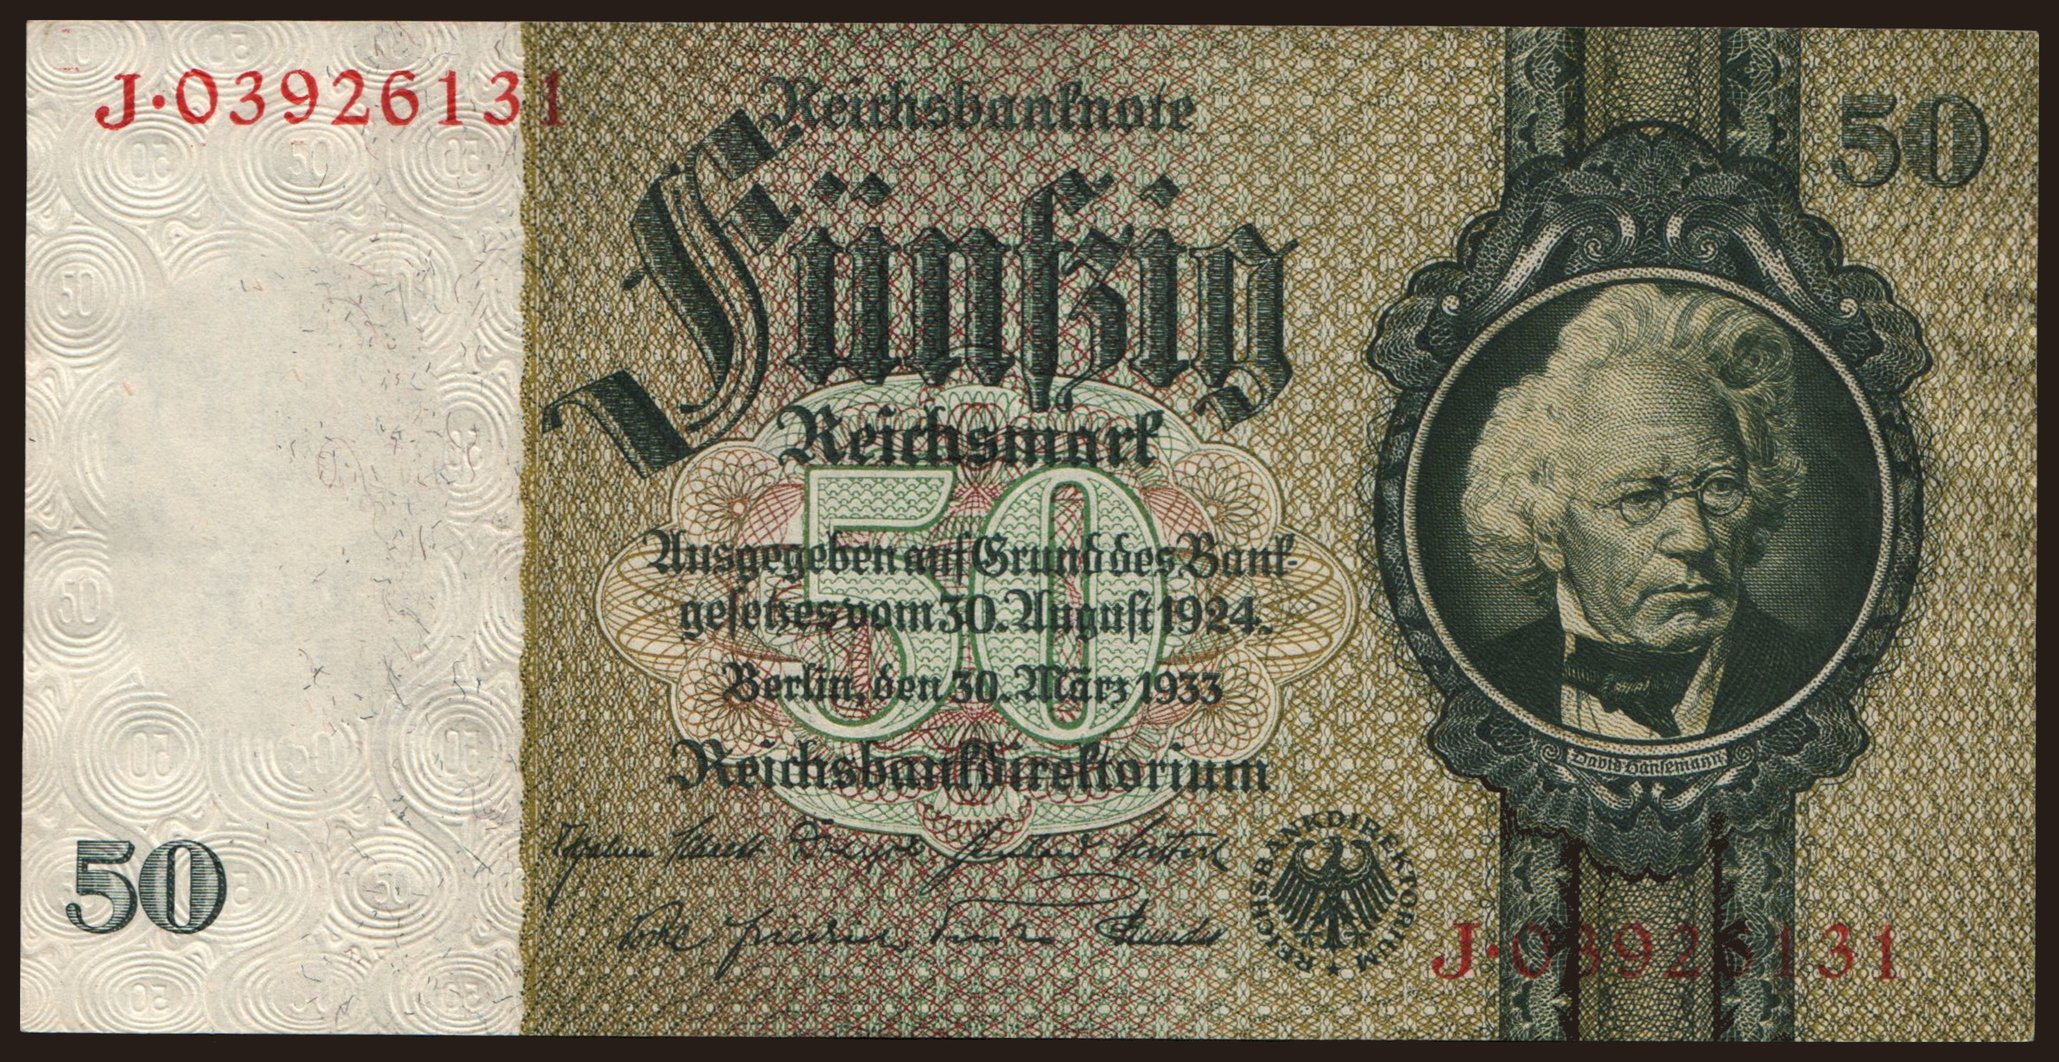 J·03926131
Reichsbanknote
50
Fünfzig
Reichsmark
50
Ausgegeben auf Grund des Bank-
gesetzes vom 30. August 1924.
Berlin, den 30. März 1933
Reichsbankdirektorium
David Hansemann
REICHSBANKDIREKTORIUM
50
J·03926131